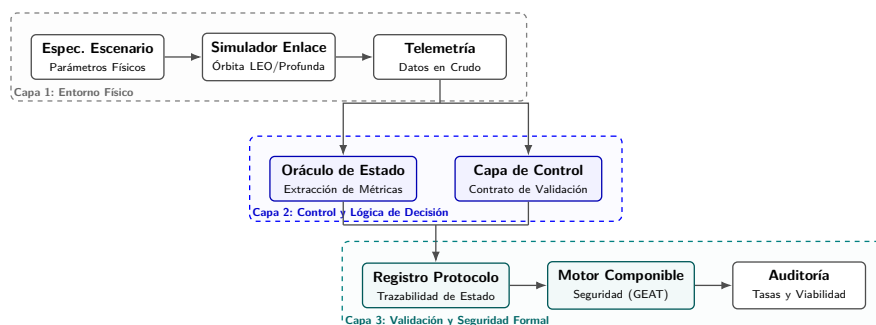 Espec. Escenario
Parámetros Físicos
Simulador Enlace
Órbita LEO/Profunda
Telemetría
Datos en Crudo
Capa 1: Entorno Físico
Oráculo de Estado
Extracción de Métricas
Capa de Control
Contrato de Validación
Capa 2: Control y Lógica de Decisión
Registro Protocolo
Trazabilidad de Estado
Motor Componible
Seguridad (GEAT)
Auditoría
Tasas y Viabilidad
Capa 3: Validación y Seguridad Formal